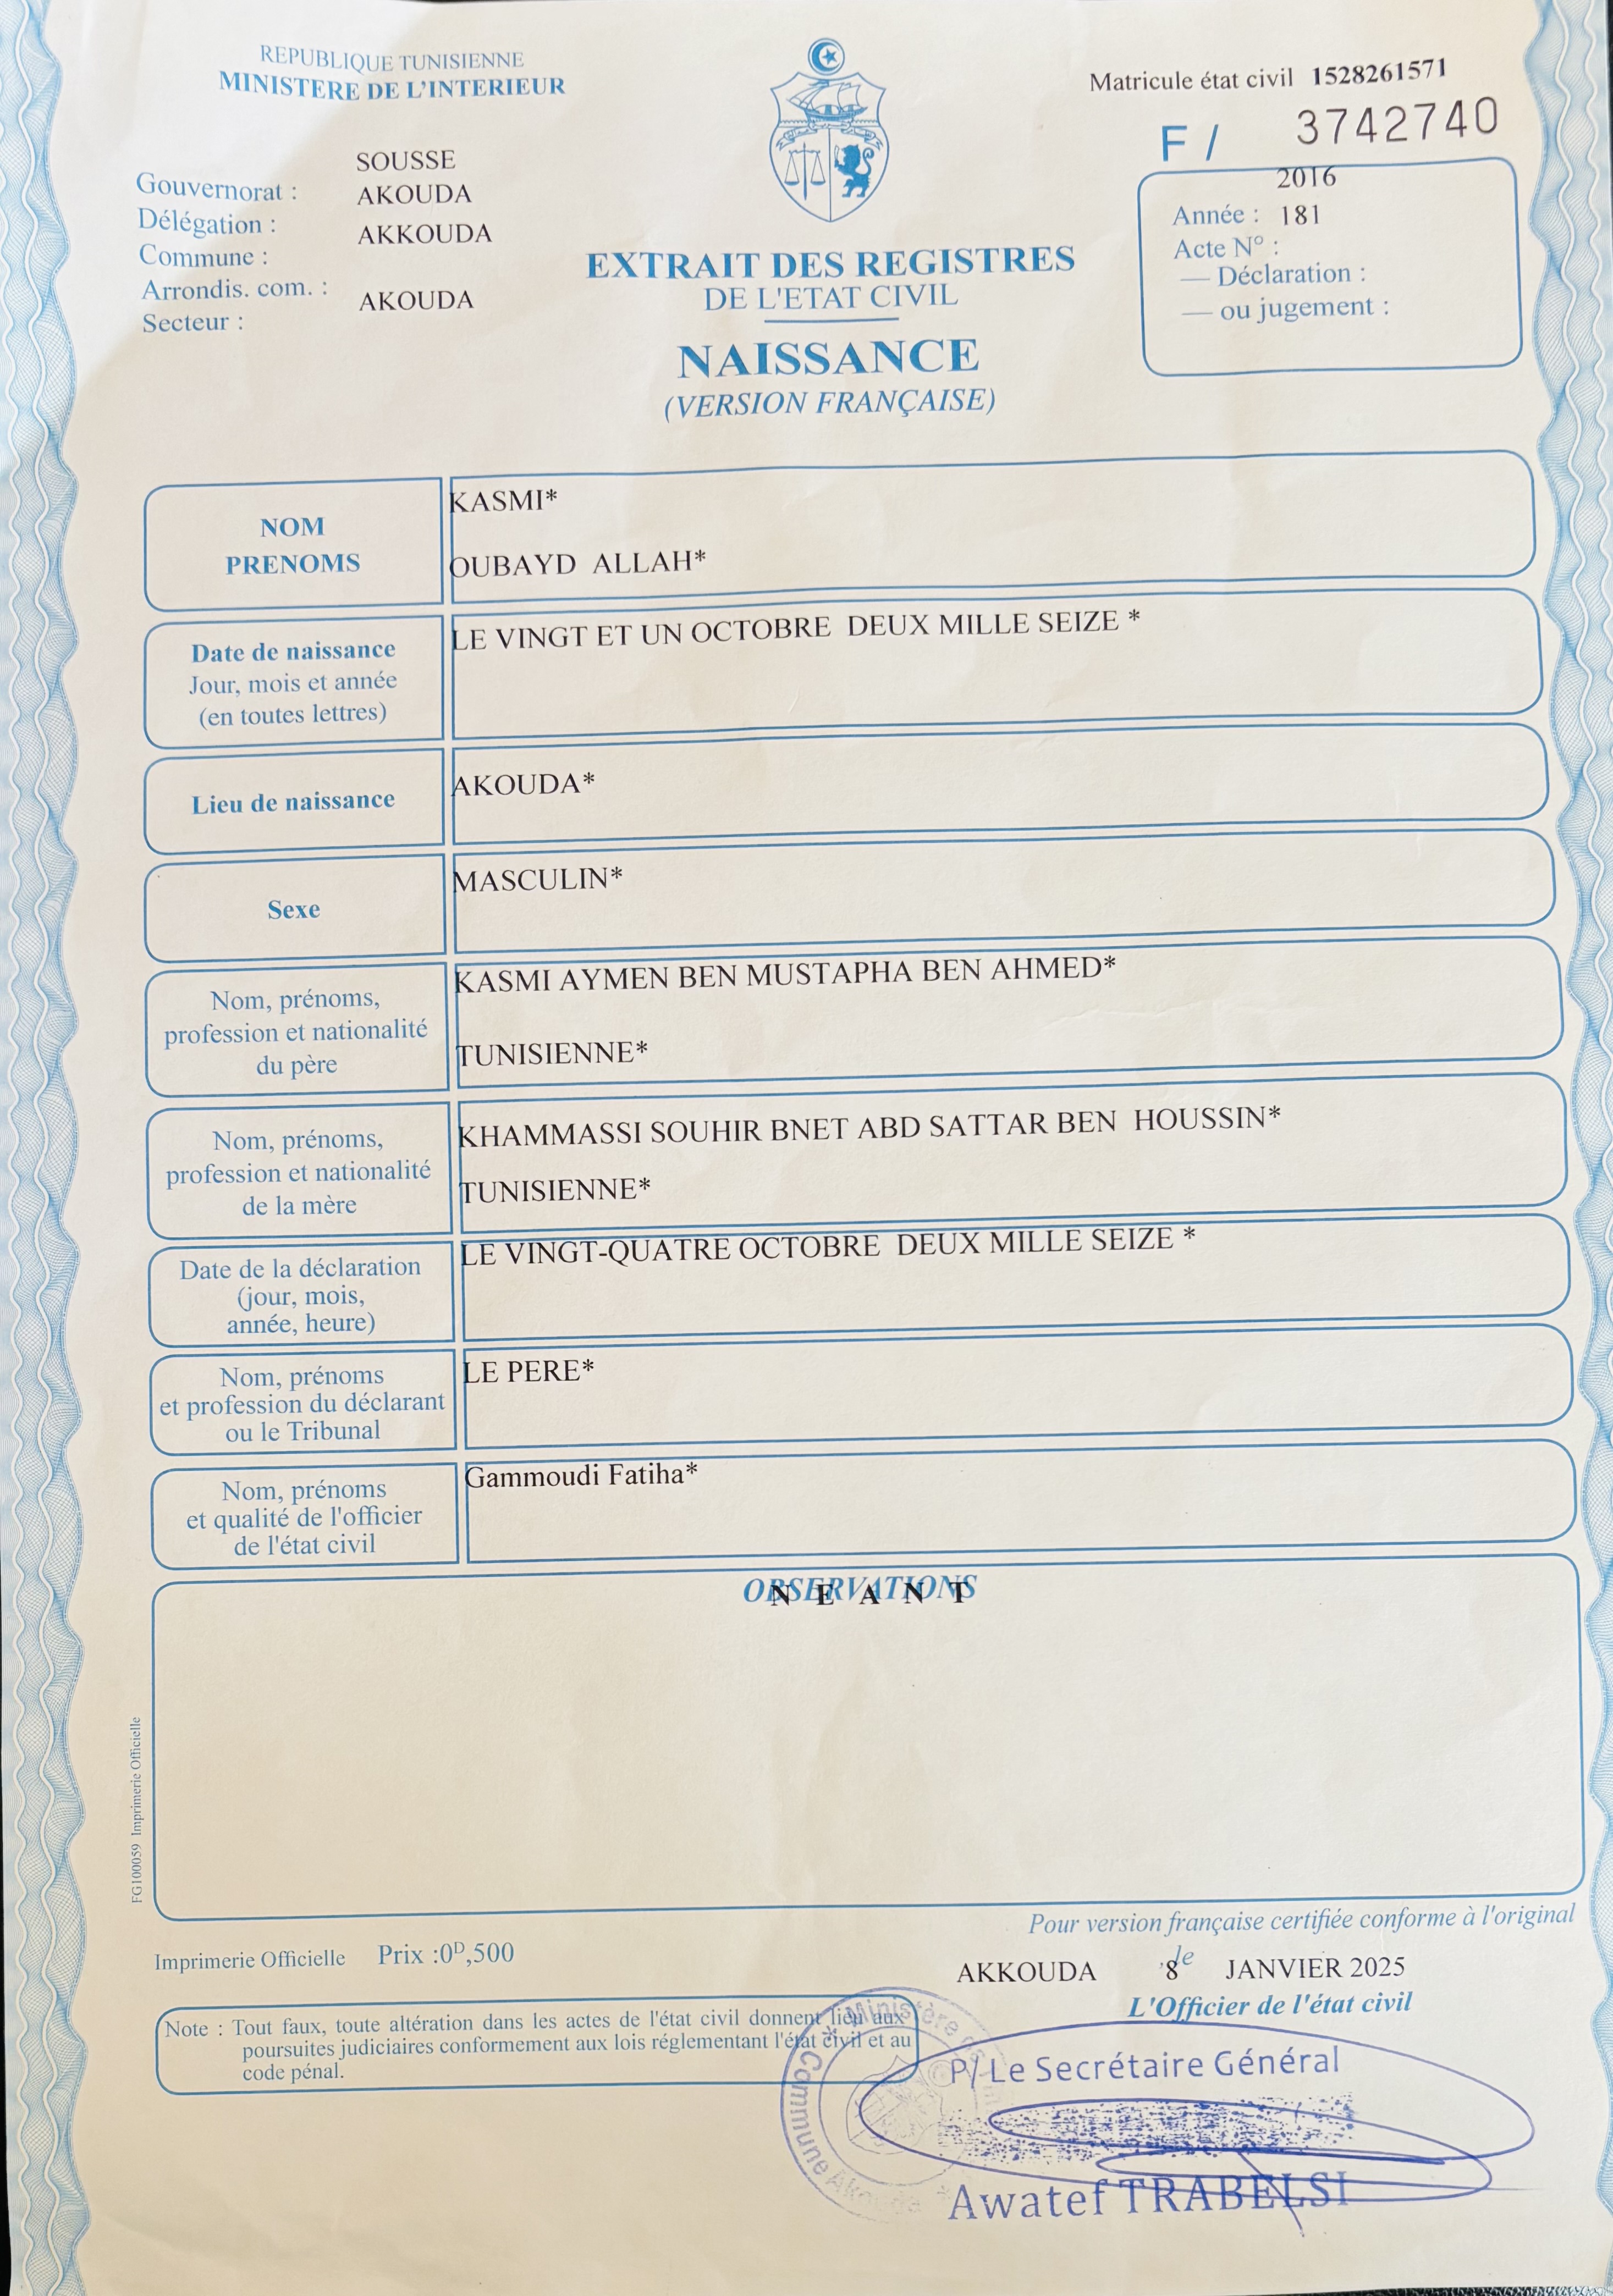 REPUBLIQUE TUNISIENNE
MINISTERE DE L'INTERIEUR
Matricule état civil 1528261571
F / 3742740
SOUSSE
Gouvernorat :
AKOUDA
Délégation :
AKKOUDA
Commune :
Arrondis. com. :
AKOUDA
Secteur :
2016
Année : 181
Acte N° :
— Déclaration :
— ou jugement :
EXTRAIT DES REGISTRES
DE L'ETAT CIVIL
NAISSANCE
(VERSION FRANÇAISE)
NOM
PRENOMS
KASMI*
OUBAYD ALLAH*
Date de naissance
Jour, mois et année
(en toutes lettres)
LE VINGT ET UN OCTOBRE DEUX MILLE SEIZE *
Lieu de naissance
AKOUDA*
Sexe
MASCULIN*
Nom, prénoms,
profession et nationalité
du père
KASMI AYMEN BEN MUSTAPHA BEN AHMED*
TUNISIENNE*
Nom, prénoms,
profession et nationalité
de la mère
KHAMMASSI SOUHIR BNET ABD SATTAR BEN HOUSSIN*
TUNISIENNE*
Date de la déclaration
(jour, mois,
année, heure)
LE VINGT-QUATRE OCTOBRE DEUX MILLE SEIZE *
Nom, prénoms
et profession du déclarant
ou le Tribunal
LE PERE*
Nom, prénoms
et qualité de l'officier
de l'état civil
Gammoudi Fatiha*
OBSERVATIONS
N E A N T
FG100059 Imprimerie Officielle
Pour version française certifiée conforme à l'original
Imprimerie Officielle Prix :0ᴰ,500
AKKOUDA le 8 JANVIER 2025
L'Officier de l'état civil
Note : Tout faux, toute altération dans les actes de l'état civil donnent lieu aux
poursuites judiciaires conformement aux lois réglementant l'état civil et au
code pénal.
* Ministère
Commune Akouda *
P/ Le Secrétaire Général
Awatef TRABELSI